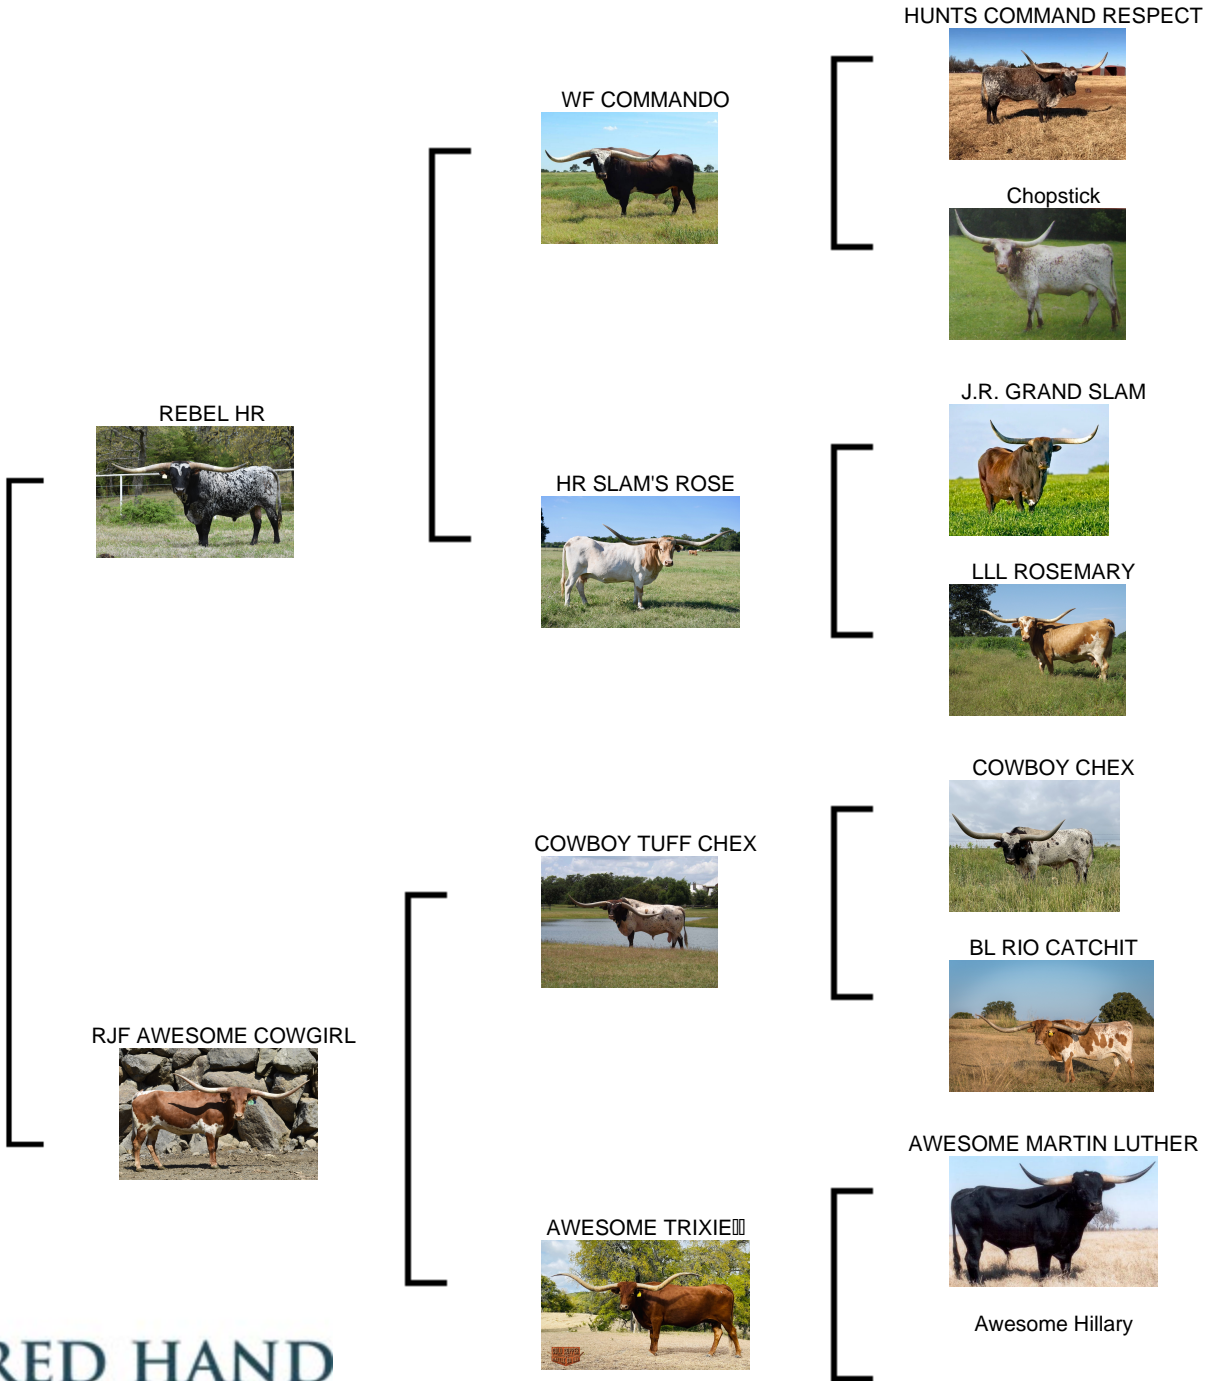 HUNTS COMMAND RESPECT
WF COMMANDO
Chopstick
REBEL HR
J.R. GRAND SLAM
HR SLAM'S ROSE
LLL ROSEMARY
COWBOY CHEX
COWBOY TUFF CHEX
BL RIO CATCHIT
RJF AWESOME COWGIRL
AWESOME MARTIN LUTHER
AWESOME TRIXIE
Awesome Hillary
RED HAND